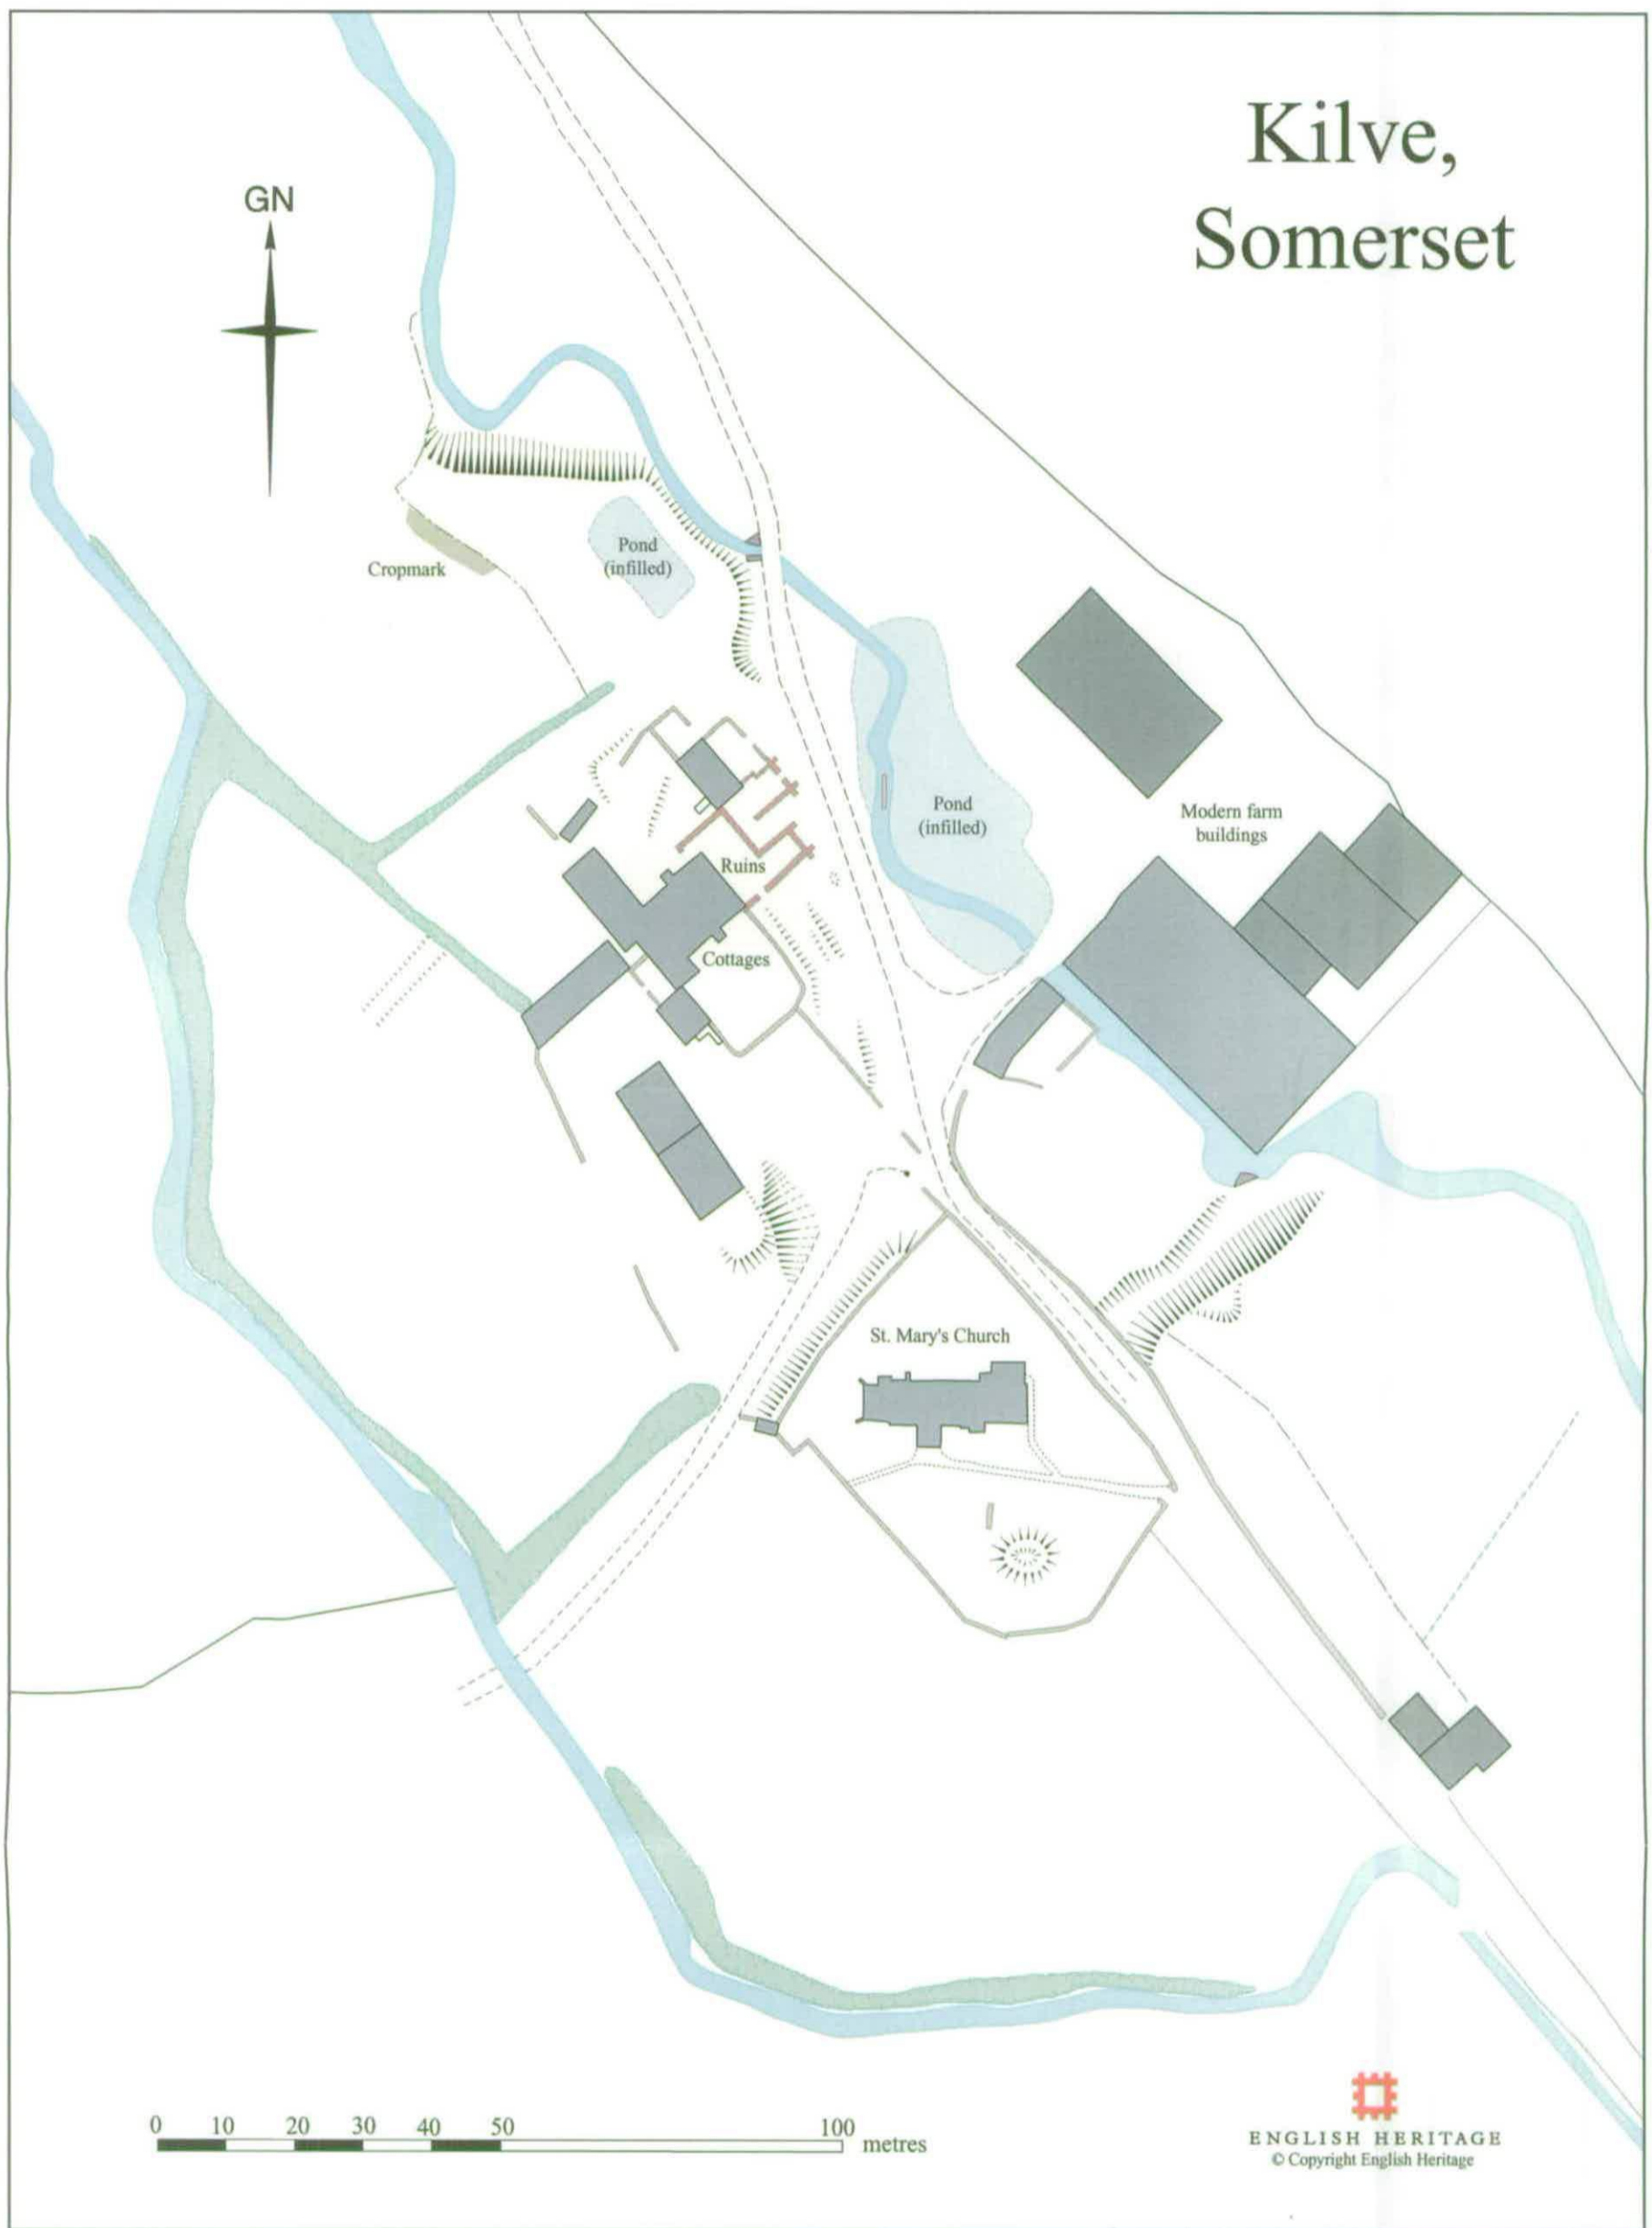 Kilve,
Somerset
GN
Pond
(infilled)
Cropmark
Pond
(infilled)
Modern farm
buildings
Ruins
Cottages
St. Mary's Church
0 10 20 30 40 50 100 metres
ENGLISH HERITAGE
© Copyright English Heritage